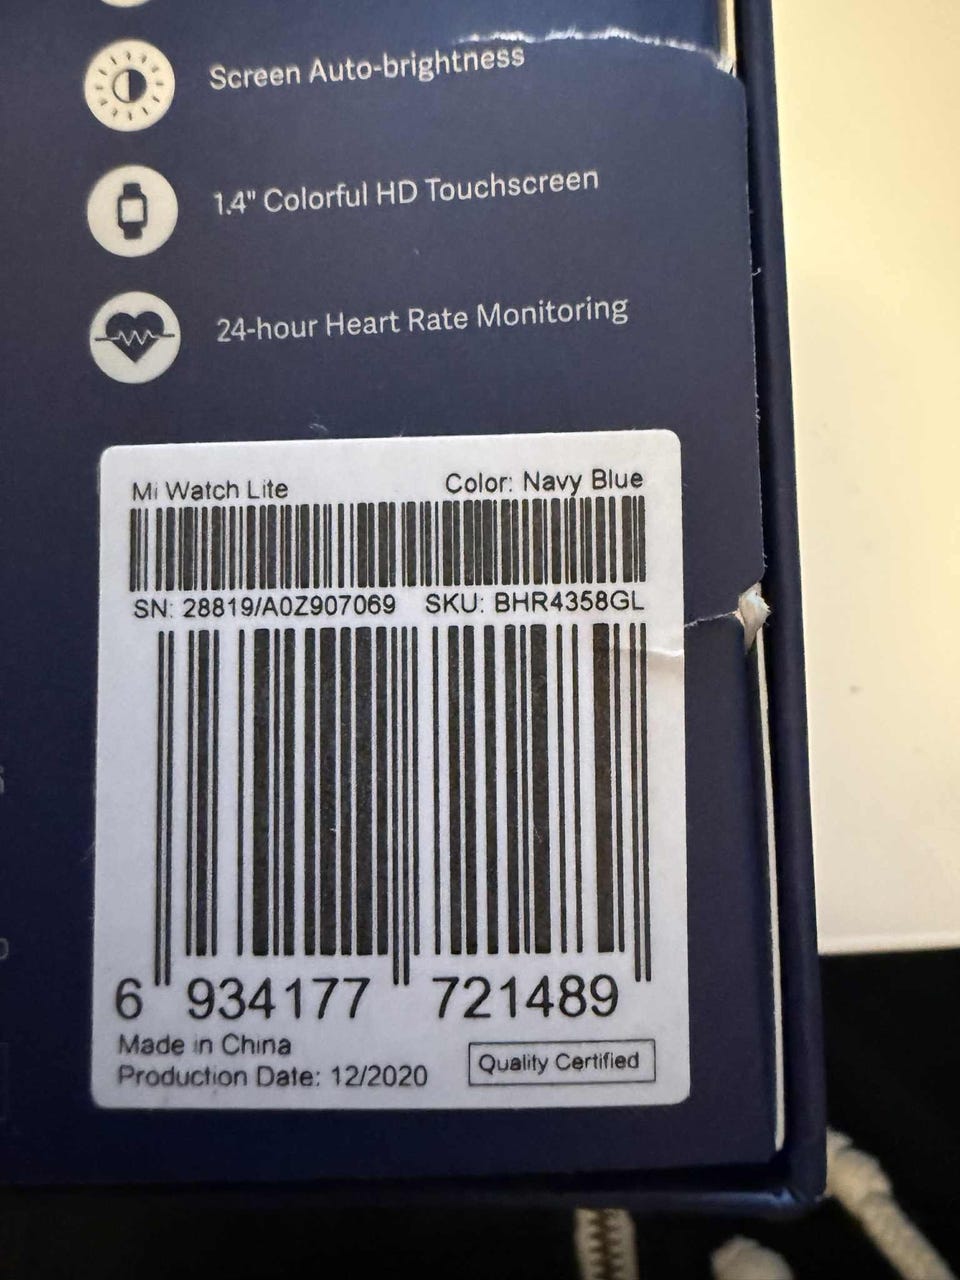 Screen Auto-brightness
1.4" Colorful HD Touchscreen
24-hour Heart Rate Monitoring
Mi Watch Lite Color: Navy Blue
SN: 28819/A0Z907069 SKU: BHR4358GL
6 934177 721489
Made in China
Production Date: 12/2020 Quality Certified